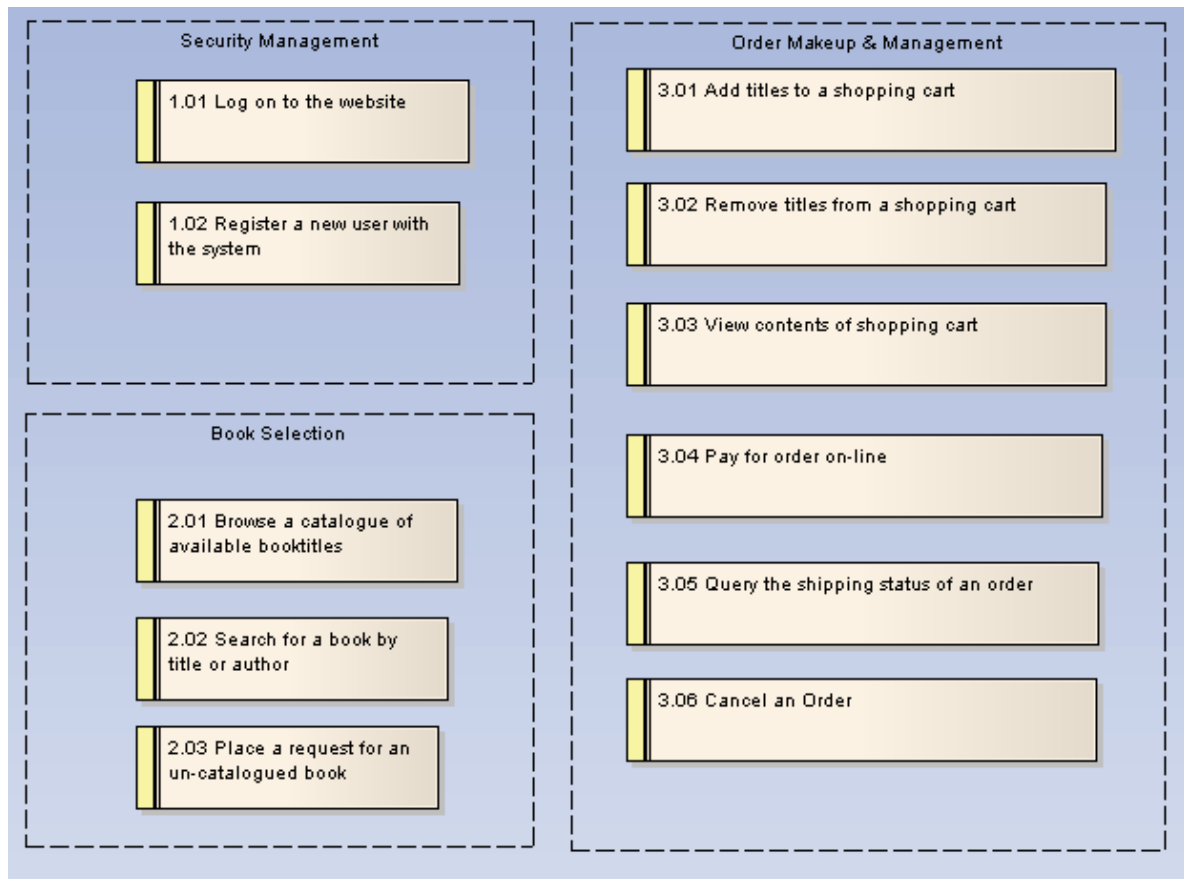 Security Management
1.01 Log on to the website
1.02 Register a new user with
the system
Book Selection
2.01 Browse a catalogue of
available booktitles
2.02 Search for a book by
title or author
2.03 Place a request for an
un-catalogued book
Order Makeup & Management
3.01 Add titles to a shopping cart
3.02 Remove titles from a shopping cart
3.03 View contents of shopping cart
3.04 Pay for order on-line
3.05 Query the shipping status of an order
3.06 Cancel an Order